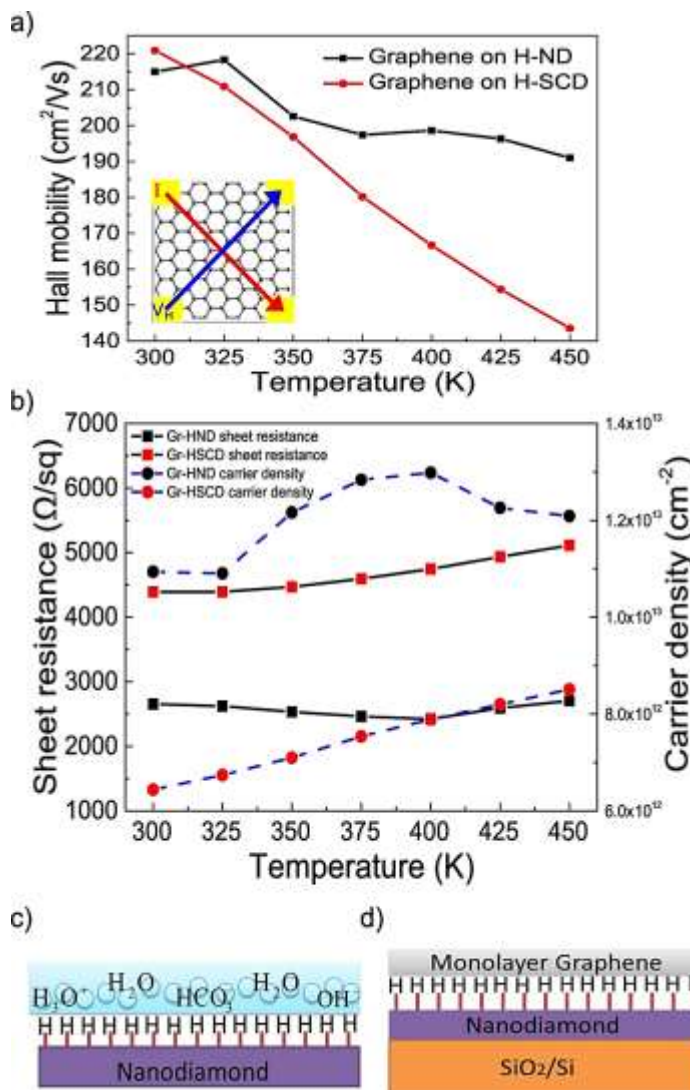 a)
220
210
200
190
180
170
160
150
140
Hall mobility (cm²/Vs)
Graphene on H-ND
Graphene on H-SCD
I
V_H
300 325 350 375 400 425 450
Temperature (K)
b)
7000
6000
5000
4000
3000
2000
1000
Sheet resistance (Ω/sq)
Gr-HND sheet resistance
Gr-HSCD sheet resistance
Gr-HND carrier density
Gr-HSCD carrier density
1.4x10¹³
1.2x10¹³
1.0x10¹³
8.0x10¹²
6.0x10¹²
Carrier density (cm⁻²)
300 325 350 375 400 425 450
Temperature (K)
c)
H₃O⁺ H₂O HCO₃ H₂O OH
H H H H H H H H H H H H
Nanodiamond
d)
Monolayer Graphene
H H H H H H H H H H H H H
Nanodiamond
SiO₂/Si